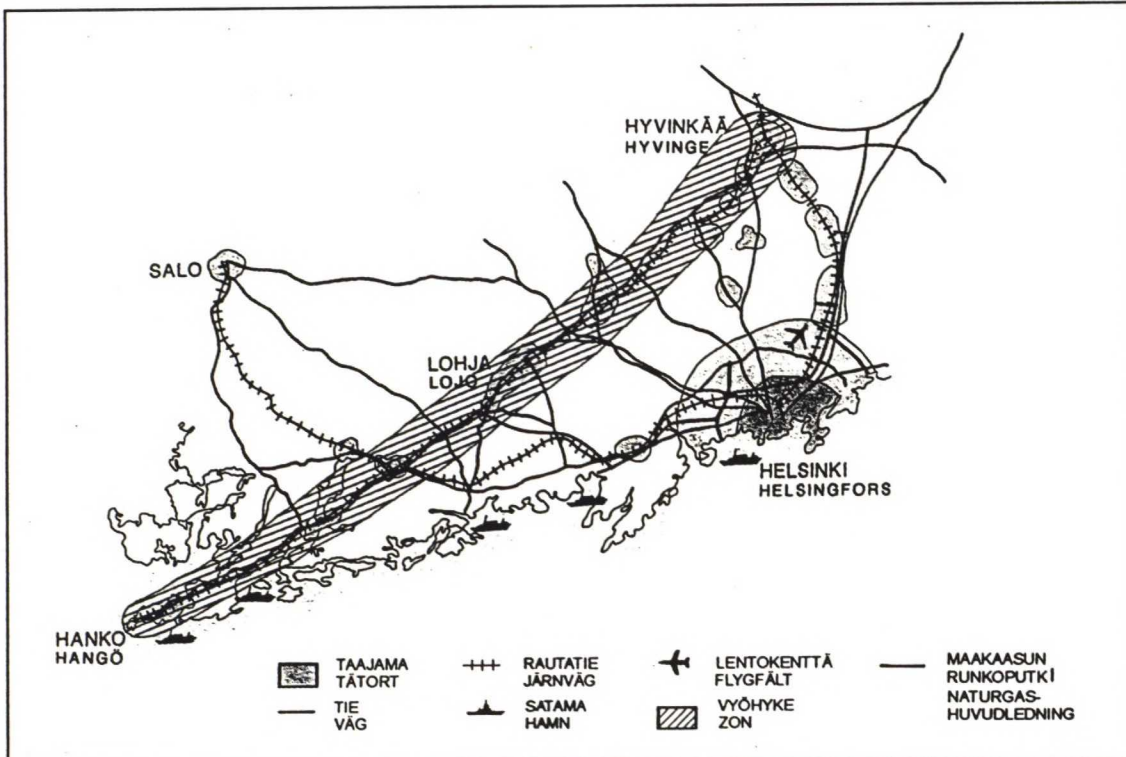 HYVINKÄÄ
HYVINGE
SALO
LOHJA
LOJO
HELSINKI
HELSINGFORS
HANKO
HANGÖ
TAAJAMA
TÄTORT
RAUTATIE
JÄRNVÄG
LENTOKENTTÄ
FLYGFÄLT
MAAKAASUN
RUNKOPUTKI
NATURGAS-
HUVUDLEDNING
TIE
VÄG
SATAMA
HAMN
VYÖHYKE
ZON